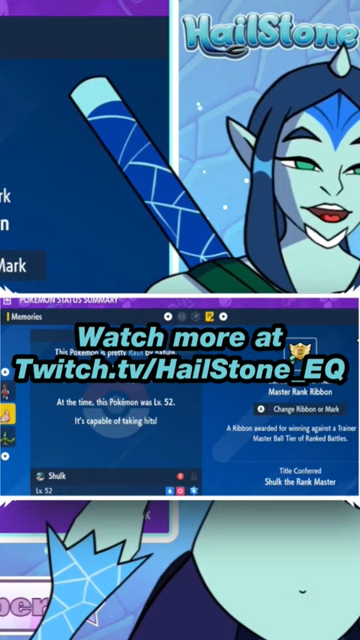 HailStone
rk
n
Mark
POKÉMON STATUS SUMMARY
Memories
This Pokémon is pretty Rash by nature.
Watch more at
Twitch.tv/HailStone_EQ
Master Rank Ribbon
At the time, this Pokémon was Lv. 52.
Change Ribbon or Mark
It's capable of taking hits!
A Ribbon awarded for winning against a Trainer
Master Ball Tier of Ranked Battles.
Title Conferred
Shulk the Rank Master
Shulk
Lv. 52